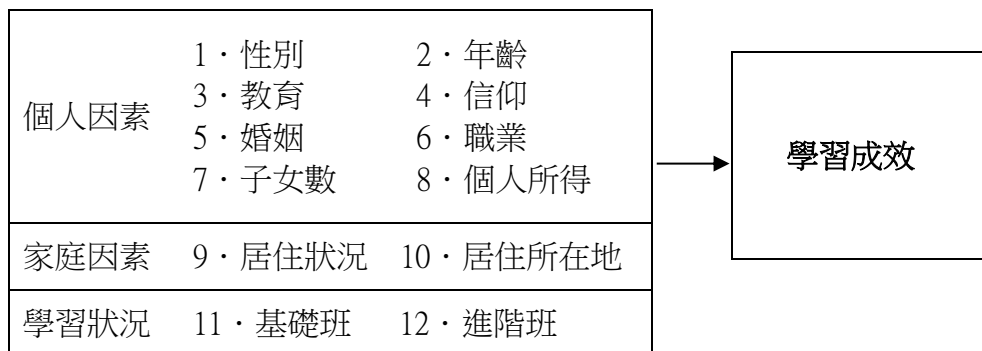 個人因素
1．性別 2．年齡
3．教育 4．信仰
5．婚姻 6．職業
7．子女數 8．個人所得
家庭因素 9．居住狀況 10．居住所在地
學習狀況 11．基礎班 12．進階班
學習成效